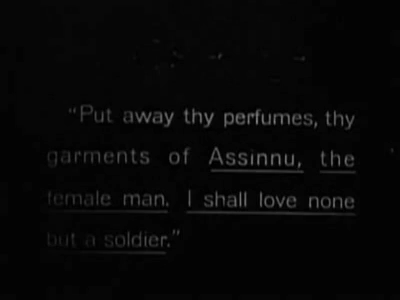 "Put away thy perfumes, thy
garments of Assinnu, the
female man. I shall love none
but a soldier."